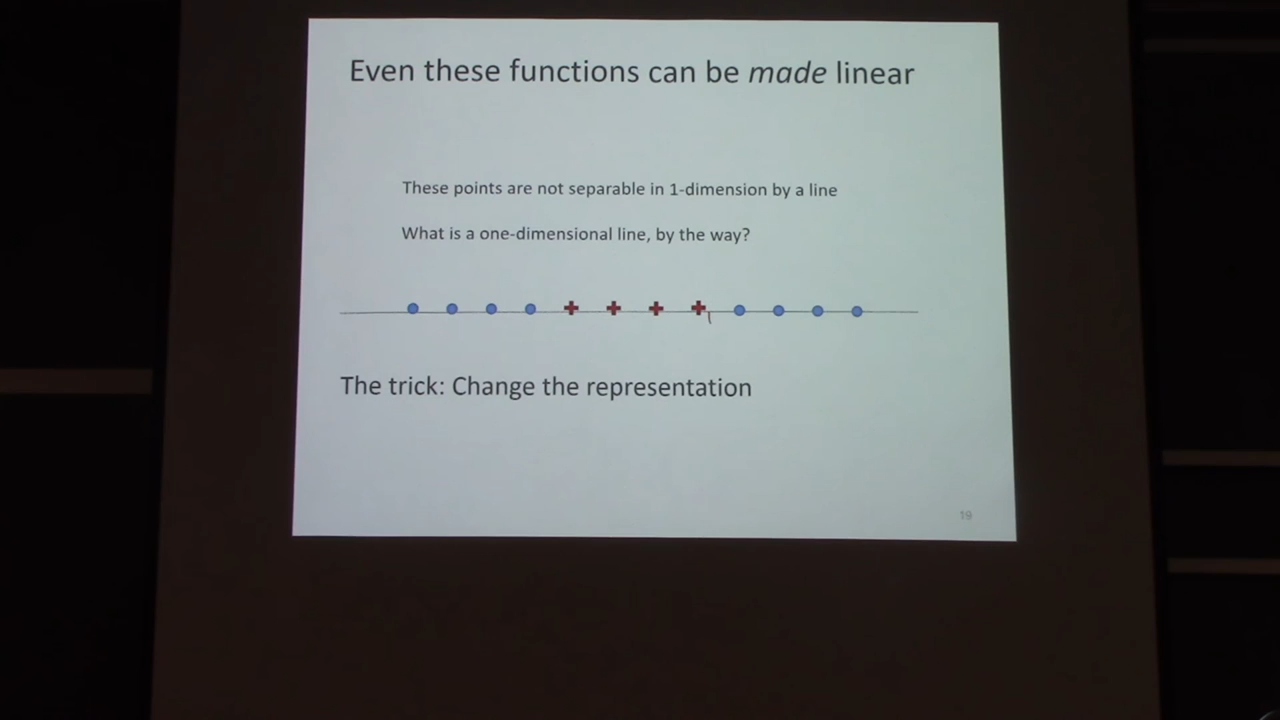 Even these functions can be made linear
These points are not separable in 1-dimension by a line
What is a one-dimensional line, by the way?
The trick: Change the representation
19